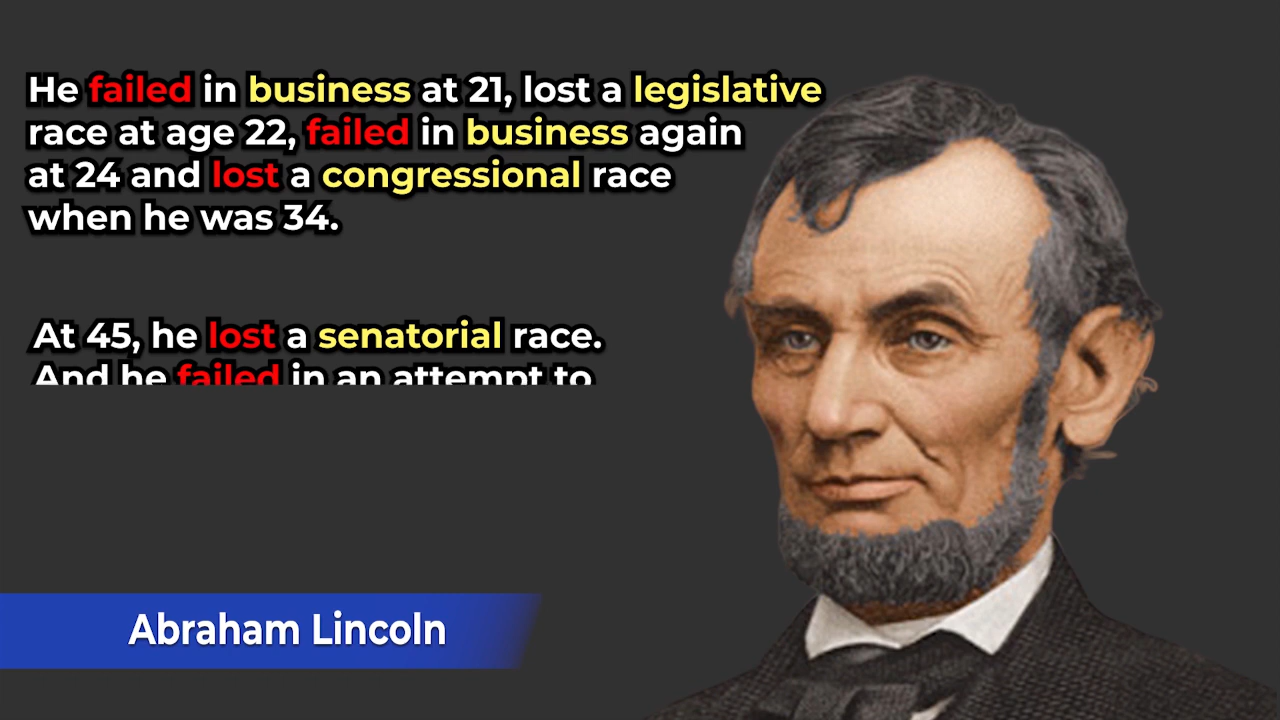 He failed in business at 21, lost a legislative
race at age 22, failed in business again
at 24 and lost a congressional race
when he was 34.
At 45, he lost a senatorial race.
And he failed in an attempt to
Abraham Lincoln